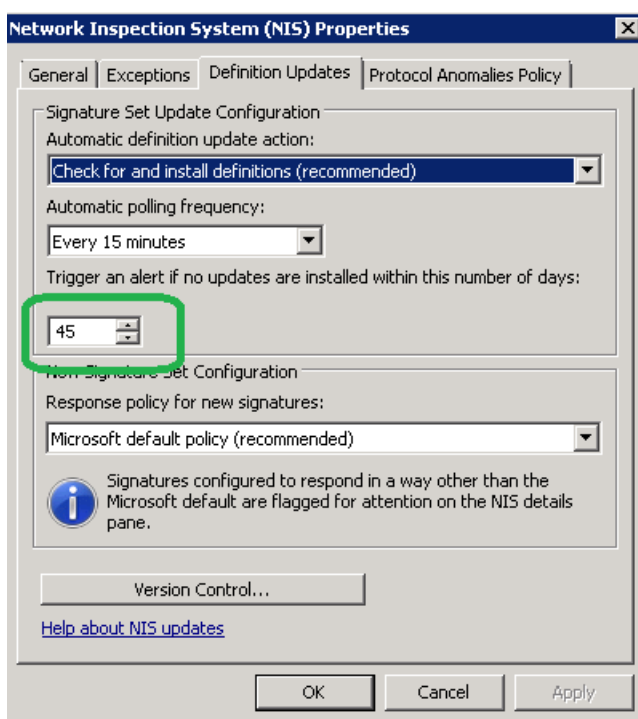 Network Inspection System (NIS) Properties
General
Exceptions
Definition Updates
Protocol Anomalies Policy
Signature Set Update Configuration
Automatic definition update action:
Check for and install definitions (recommended)
Automatic polling frequency:
Every 15 minutes
Trigger an alert if no updates are installed within this number of days:
45
New Signature Set Configuration
Response policy for new signatures:
Microsoft default policy (recommended)
Signatures configured to respond in a way other than the
Microsoft default are flagged for attention on the NIS details
pane.
Version Control...
Help about NIS updates
OK
Cancel
Apply